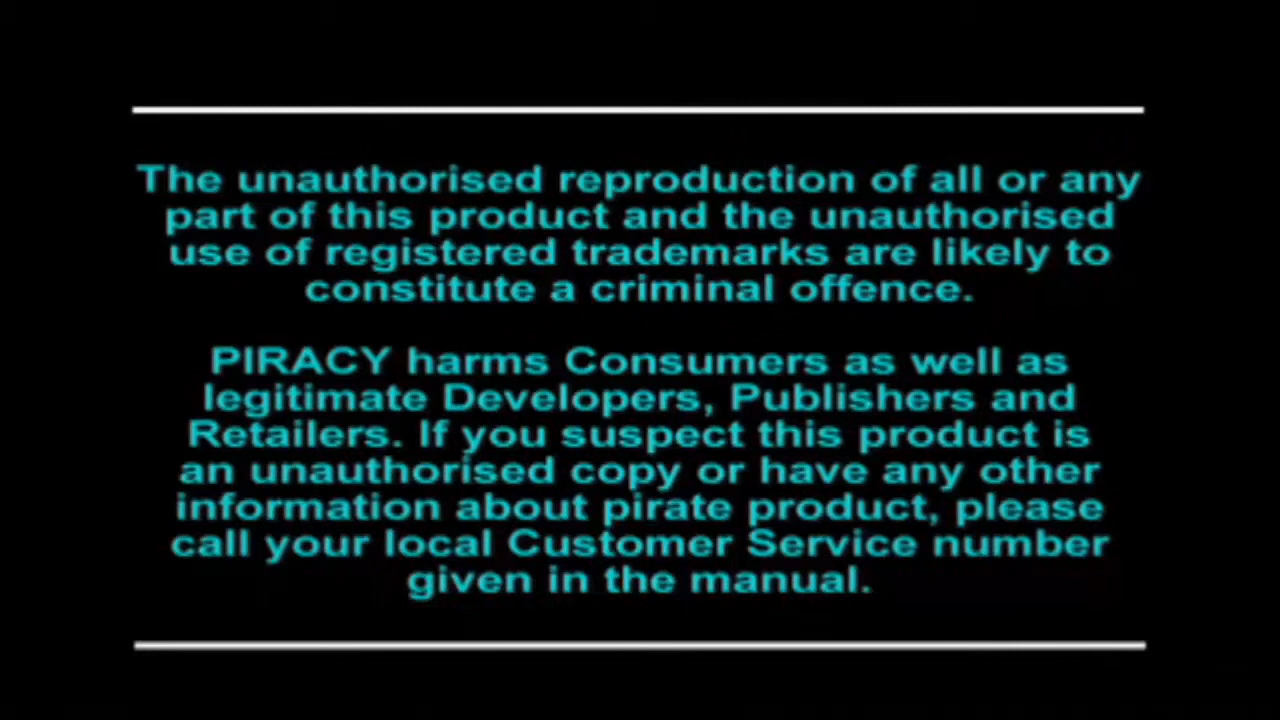 The unauthorised reproduction of all or any
part of this product and the unauthorised
use of registered trademarks are likely to
constitute a criminal offence.
PIRACY harms Consumers as well as
legitimate Developers, Publishers and
Retailers. If you suspect this product is
an unauthorised copy or have any other
information about pirate product, please
call your local Customer Service number
given in the manual.